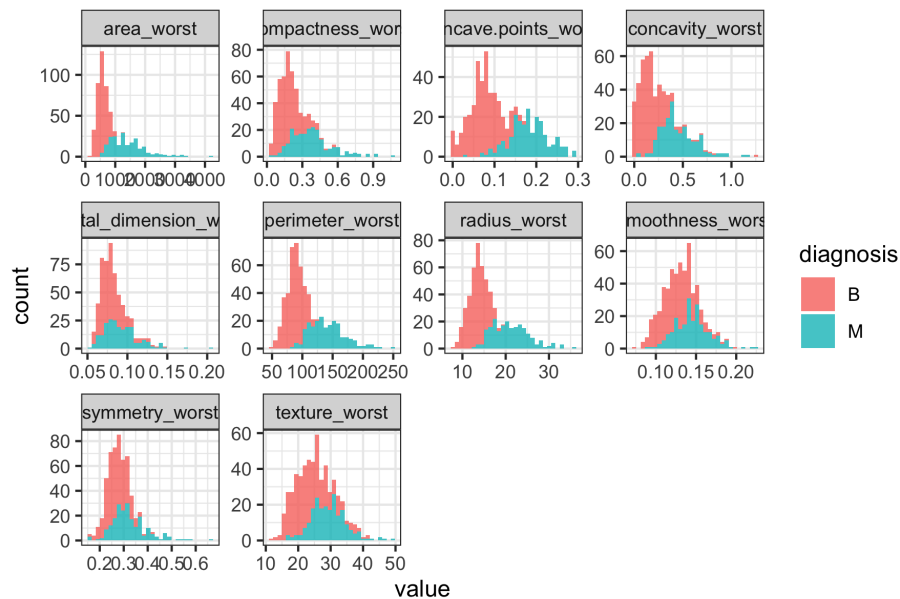 area_worst
ompactness_wor
ncave.points_wo
concavity_worst
100
50
0
80
60
40
20
0
40
20
0
60
40
20
0
0 1000 2000 3000 4000
0.0 0.3 0.6 0.9
0.0 0.1 0.2 0.3
0.0 0.5 1.0
tal_dimension_w
perimeter_worst
radius_worst
moothness_wors
75
50
25
0
60
40
20
0
80
60
40
20
0
60
40
20
0
0.05 0.10 0.15 0.20
50 100 150 200 250
10 20 30
0.10 0.15 0.20
symmetry_worst
texture_worst
80
60
40
20
0
60
40
20
0
0.2 0.3 0.4 0.5 0.6
10 20 30 40 50
count
value
diagnosis
B
M